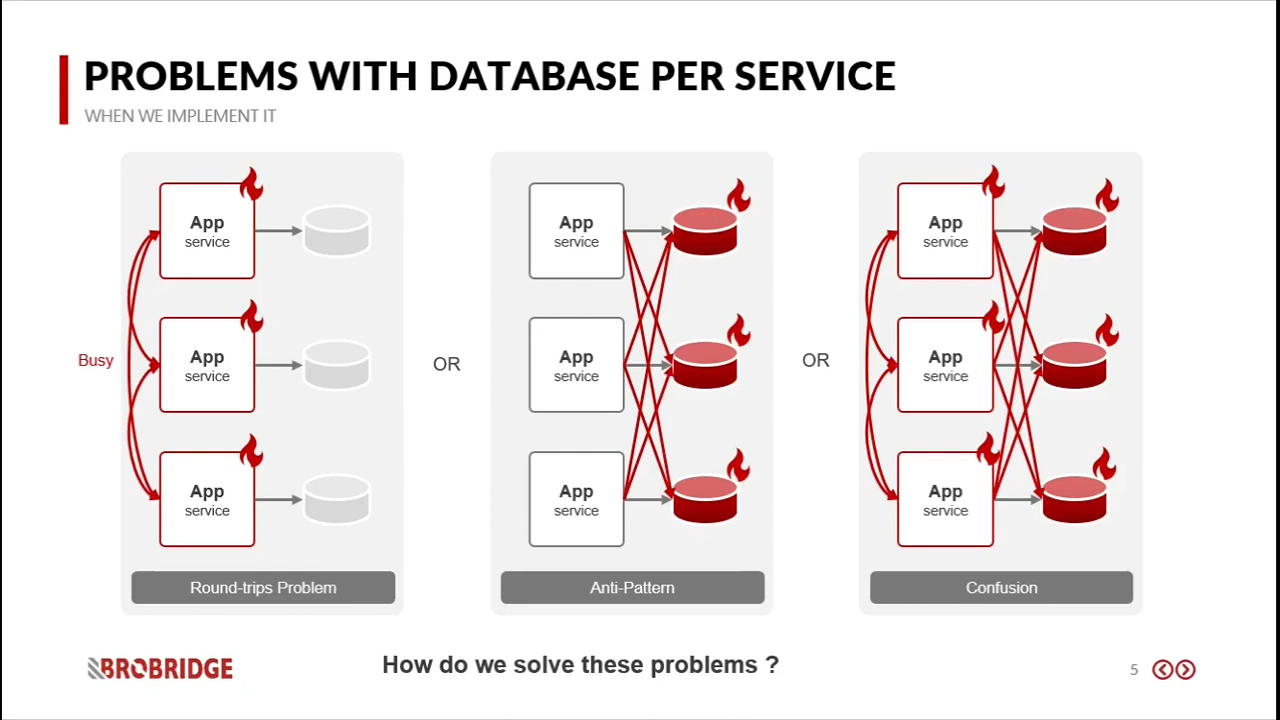 PROBLEMS WITH DATABASE PER SERVICE
WHEN WE IMPLEMENT IT
Busy
App
service
App
service
App
service
Round-trips Problem
OR
App
service
App
service
App
service
Anti-Pattern
OR
App
service
App
service
App
service
Confusion
BROBRIDGE
How do we solve these problems ?
5